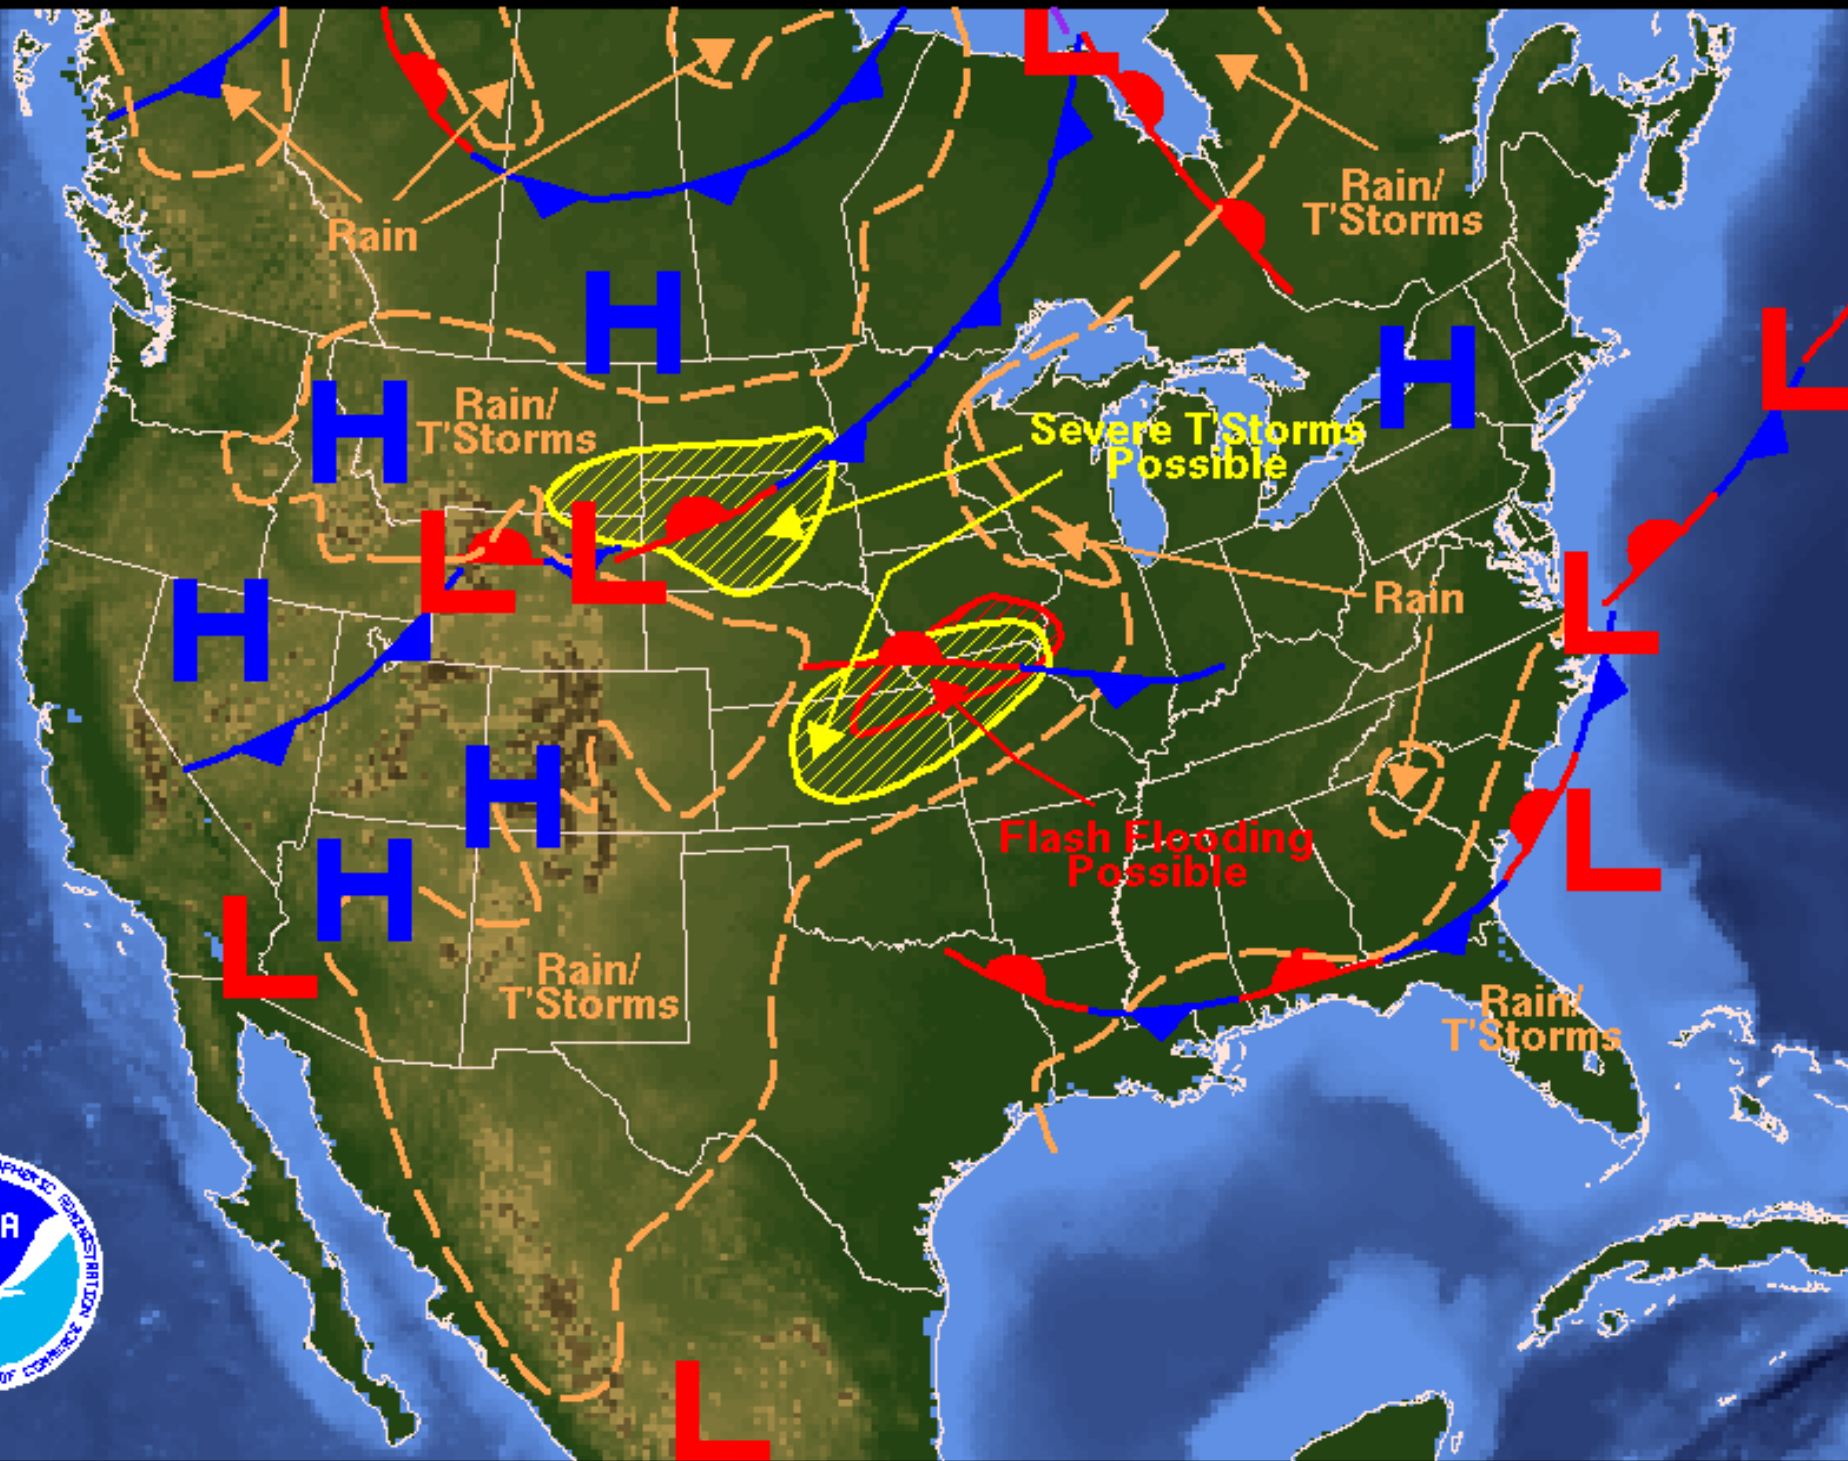 L
Rain/
T'Storms
Rain
H
H
Rain/
T'Storms
H
L
Severe T'Storms
Possible
L
L
L
Rain
H
H
Flash Flooding
Possible
L
H
L
Rain/
T'Storms
Rain/
T'Storms
A
L